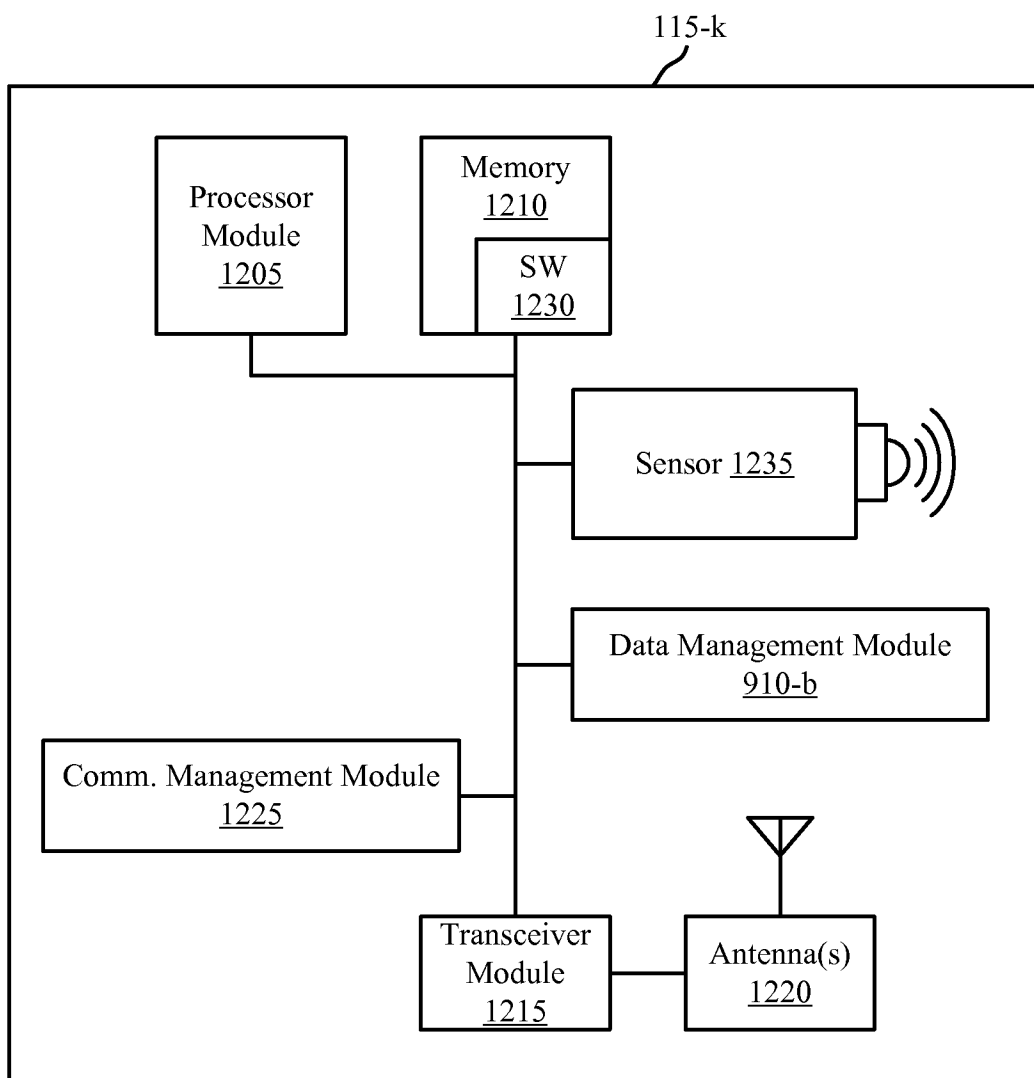 115-k
Processor
Module
1205
Memory
1210
SW
1230
Sensor 1235
Data Management Module
910-b
Comm. Management Module
1225
Transceiver
Module
1215
Antenna(s)
1220